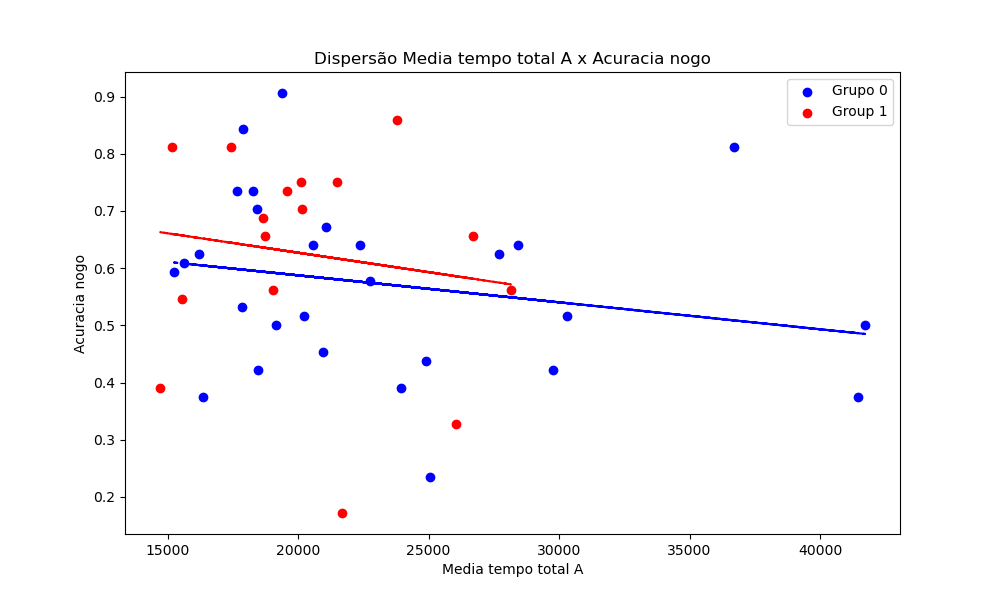 Dispersão Media tempo total A x Acuracia nogo
Grupo 0
Group 1
0.9
0.8
0.7
0.6
0.5
0.4
0.3
0.2
Acuracia nogo
15000 20000 25000 30000 35000 40000
Media tempo total A